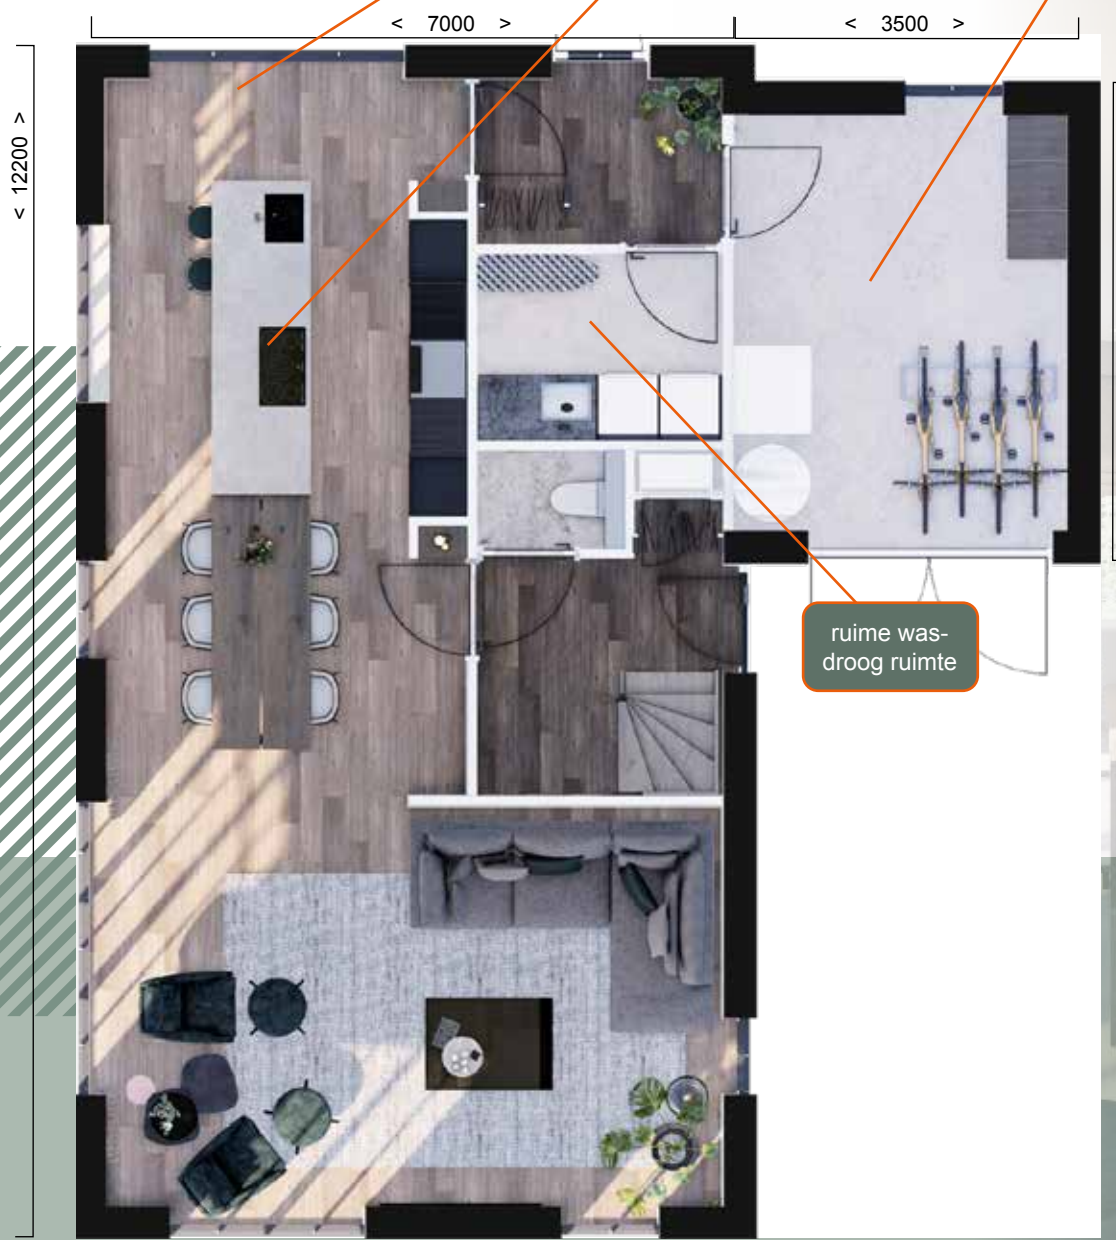 < 7000 >
< 3500 >
< 12200 >
ruime was-
droog ruimte